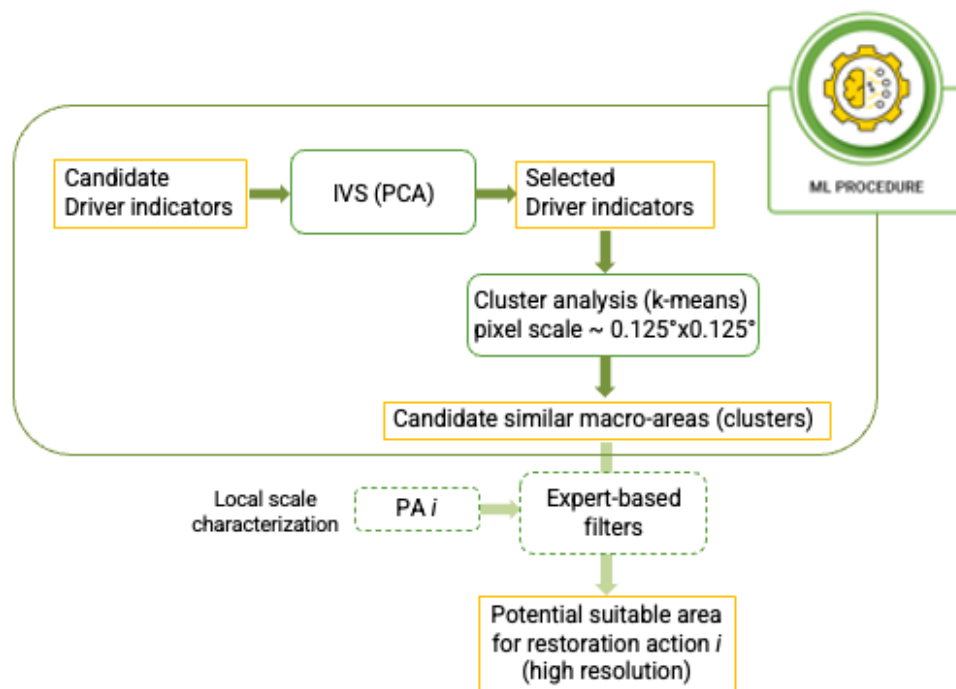 ML PROCEDURE
Candidate
Driver indicators
IVS (PCA)
Selected
Driver indicators
Cluster analysis (k-means)
pixel scale ~ 0.125°x0.125°
Candidate similar macro-areas (clusters)
Local scale
characterization
PA i
Expert-based
filters
Potential suitable area
for restoration action i
(high resolution)